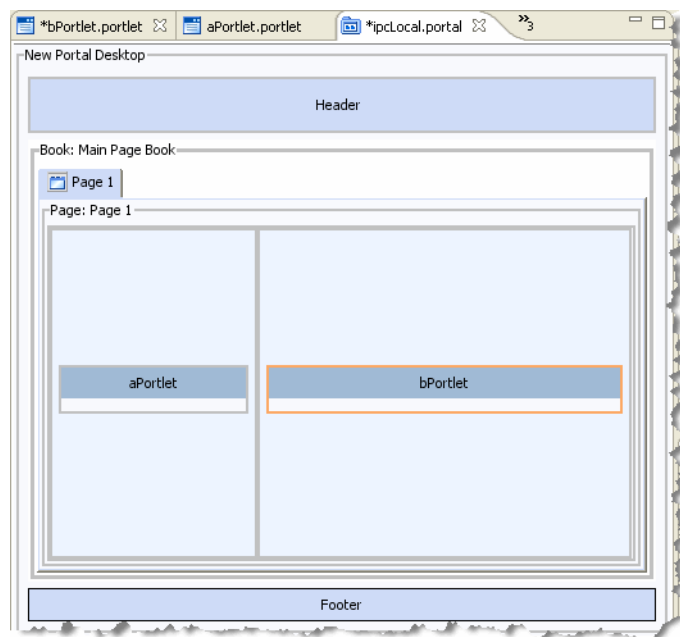 *bPortlet.portlet aPortlet.portlet *ipcLocal.portal »3
New Portal Desktop
Header
Book: Main Page Book
Page 1
Page: Page 1
aPortlet bPortlet
Footer